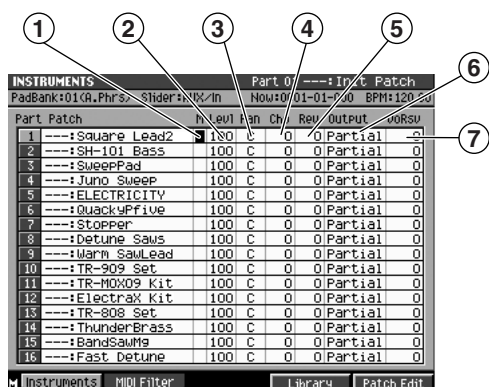 1 2 3 4 5 6 7
INSTRUMENTS Part 01 ---:Init Patch
PadBank:01(A.Phrs) Slider:MIX/In Now:0001-01-000 BPM:120.00
Part Patch M Levl Pan Cho Rev Output VoRsv
1 ---:Square Lead2 100 C 0 0 Partial 0
2 ---:SH-101 Bass 100 C 0 0 Partial 0
3 ---:SweepPad 100 C 0 0 Partial 0
4 ---:Juno Sweep 100 C 0 0 Partial 0
5 ---:ELECTRICITY 100 C 0 0 Partial 0
6 ---:QuackyPfive 100 C 0 0 Partial 0
7 ---:Stopper 100 C 0 0 Partial 0
8 ---:Detune Saws 100 C 0 0 Partial 0
9 ---:Warm SawLead 100 C 0 0 Partial 0
10 ---:TR-909 Set 100 C 0 0 Partial 0
11 ---:TR-MOXO9 Kit 100 C 0 0 Partial 0
12 ---:ElectraX Kit 100 C 0 0 Partial 0
13 ---:TR-808 Set 100 C 0 0 Partial 0
14 ---:ThunderBrass 100 C 0 0 Partial 0
15 ---:BandSawMg 100 C 0 0 Partial 0
16 ---:Fast Detune 100 C 0 0 Partial 0
M Instruments MIDI Filter Library Patch Edit